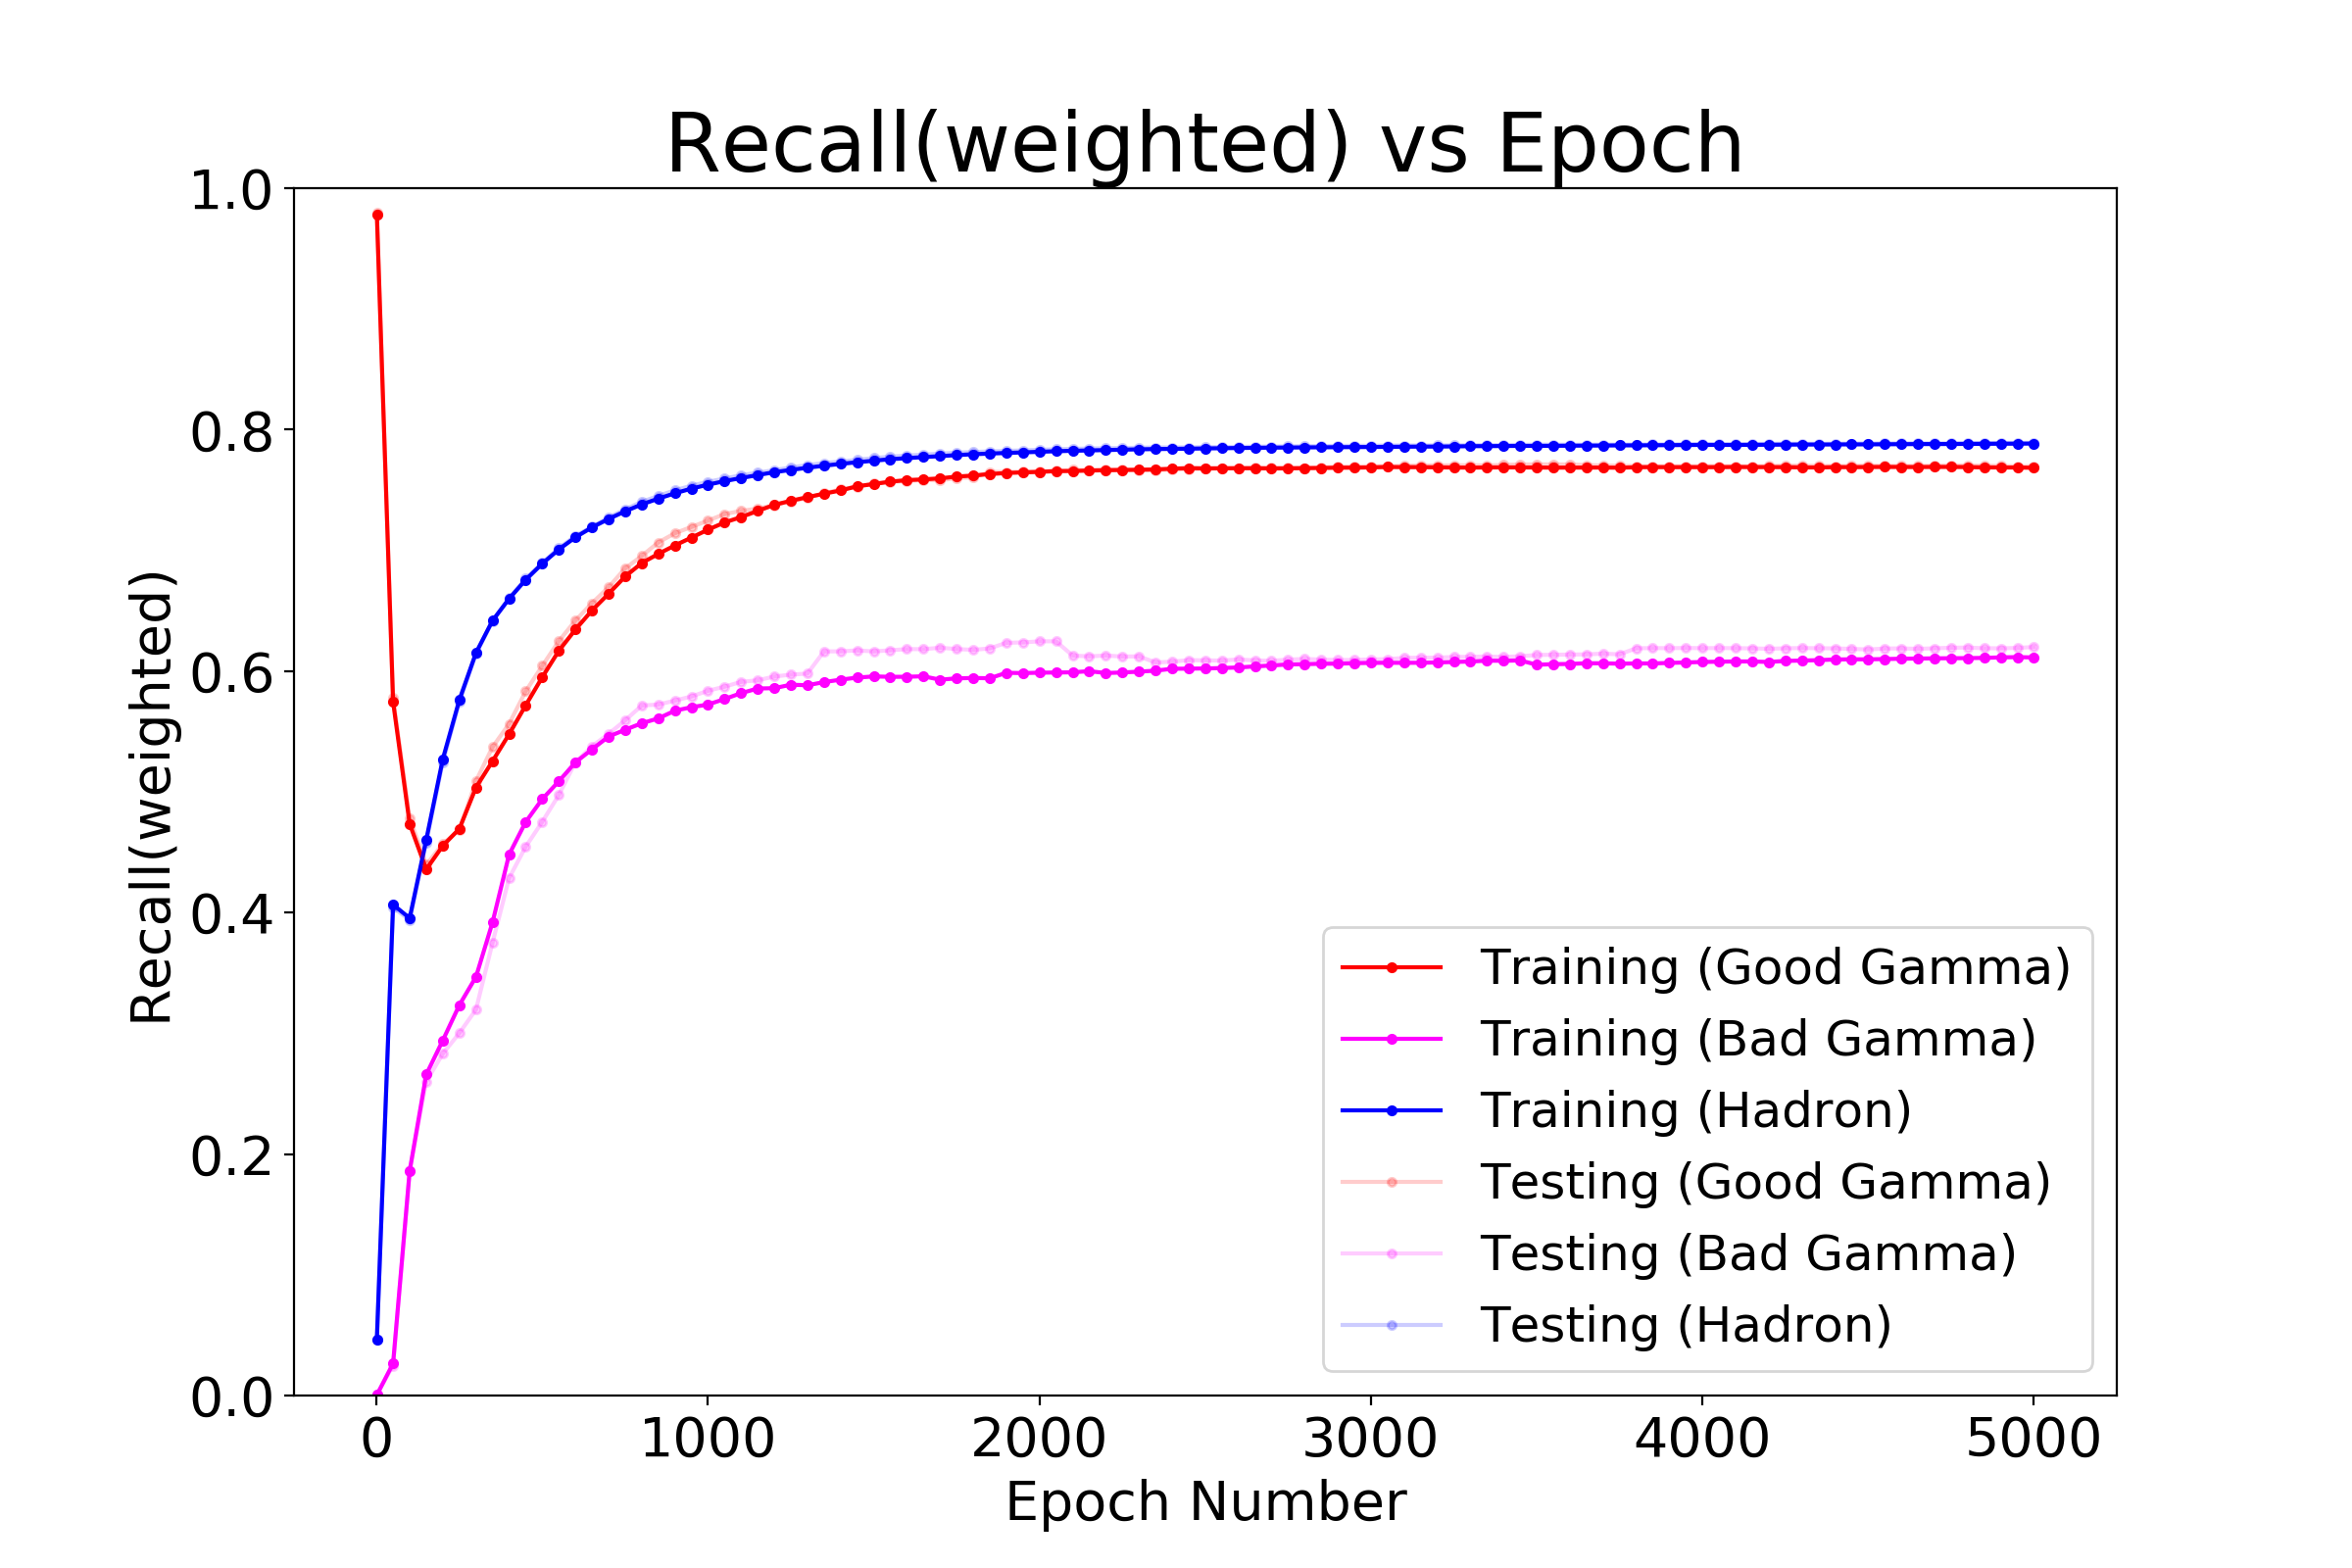 Recall(weighted) vs Epoch
1.0
0.8
0.6
0.4
0.2
0.0
Recall(weighted)
0 1000 2000 3000 4000 5000
Epoch Number
Training (Good Gamma)
Training (Bad Gamma)
Training (Hadron)
Testing (Good Gamma)
Testing (Bad Gamma)
Testing (Hadron)